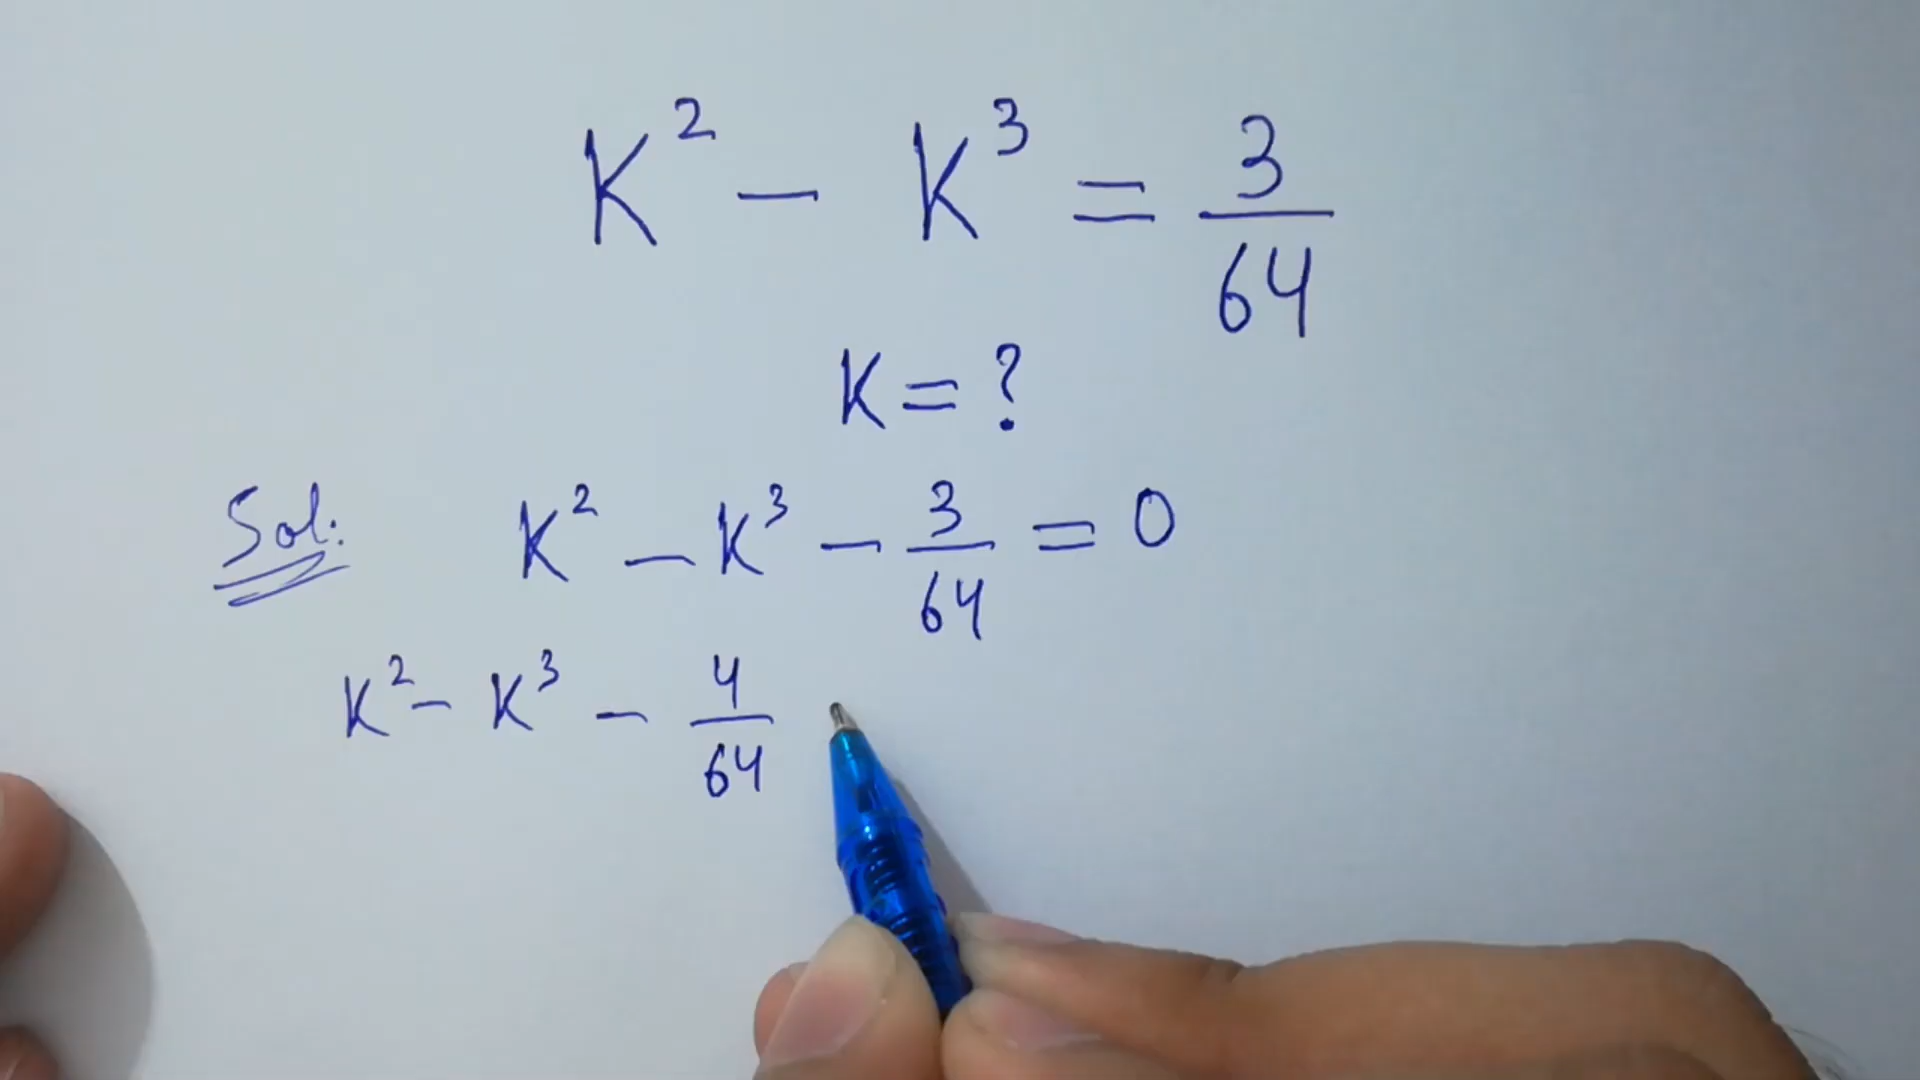 K² - K³ = 3/64
K = ?
Sol: K² - K³ - 3/64 = 0
K² - K³ - 4/64